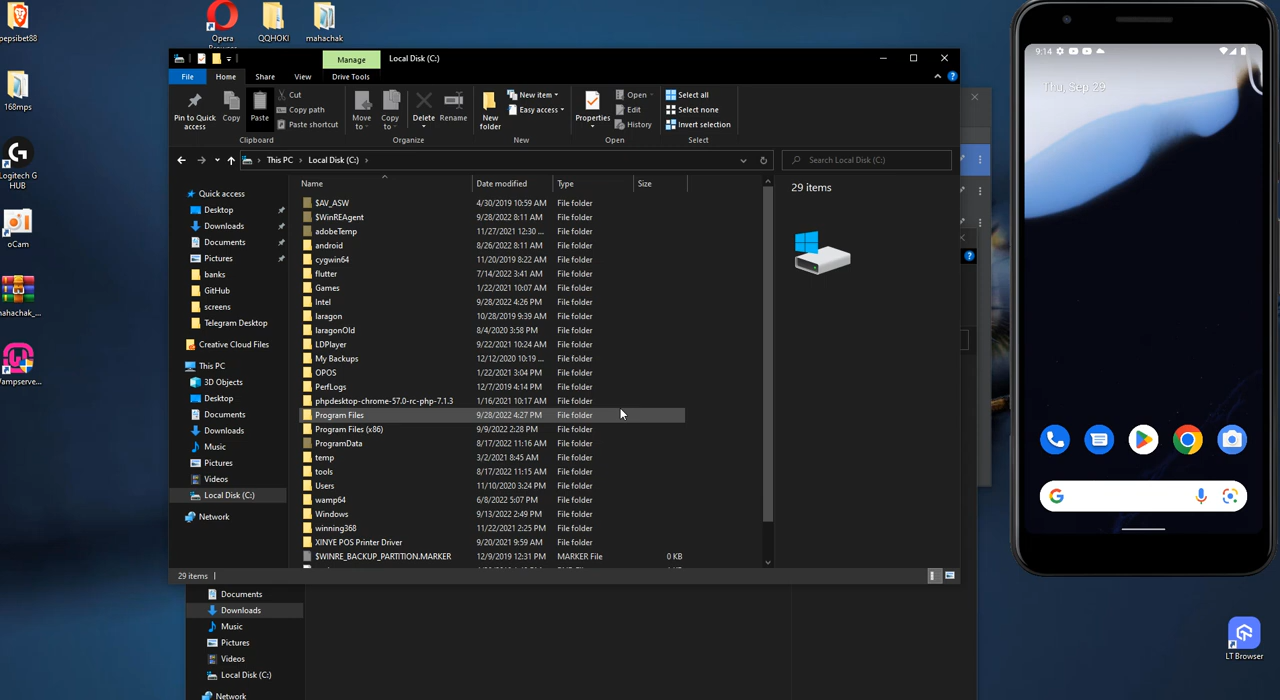 pepsibet88
Opera
Browser
QQHOKI
mahachak
168mps
Logitech G
HUB
oCam
mahachak_...
Wampserve...
Manage
Local Disk (C:)
File
Home
Share
View
Drive Tools
Pin to Quick
access
Copy
Paste
Cut
Copy path
Paste shortcut
Clipboard
Move
to
Copy
to
Delete
Rename
Organize
New
folder
New item
Easy access
New
Properties
Open
Edit
History
Open
Select all
Select none
Invert selection
Select
This PC
Local Disk (C:)
Search Local Disk (C:)
Quick access
Desktop
Downloads
Documents
Pictures
banks
GitHub
screens
Telegram Desktop
Creative Cloud Files
This PC
3D Objects
Desktop
Documents
Downloads
Music
Pictures
Videos
Local Disk (C:)
Network
Name Date modified Type Size
$AV_ASW 4/30/2019 10:59 AM File folder
$WinREAgent 9/28/2022 8:11 AM File folder
adobeTemp 11/27/2021 12:30 ... File folder
android 8/26/2022 8:11 AM File folder
cygwin64 11/20/2019 8:22 AM File folder
flutter 7/14/2022 3:41 AM File folder
Games 1/22/2021 10:07 AM File folder
Intel 9/28/2022 4:26 PM File folder
laragon 10/28/2019 9:39 AM File folder
laragonOld 8/4/2020 3:58 PM File folder
LDPlayer 9/22/2021 10:24 AM File folder
My Backups 12/12/2020 10:19 ... File folder
OPOS 1/22/2021 3:04 PM File folder
PerfLogs 12/7/2019 4:14 PM File folder
phpdesktop-chrome-57.0-rc-php-7.1.3 1/16/2021 10:17 AM File folder
Program Files 9/28/2022 4:27 PM File folder
Program Files (x86) 9/9/2022 2:28 PM File folder
ProgramData 8/17/2022 11:16 AM File folder
temp 3/2/2021 8:45 AM File folder
tools 8/17/2022 11:15 AM File folder
Users 11/10/2020 3:24 PM File folder
wamp64 6/8/2022 5:07 PM File folder
Windows 9/13/2022 2:49 PM File folder
winning368 11/22/2021 2:25 PM File folder
XINYE POS Printer Driver 9/20/2021 9:59 AM File folder
$WINRE_BACKUP_PARTITION.MARKER 12/9/2019 12:31 PM MARKER File 0 KB
29 items
29 items
Documents
Downloads
Music
Pictures
Videos
Local Disk (C:)
Network
9:14
Thu, Sep 29
LT Browser